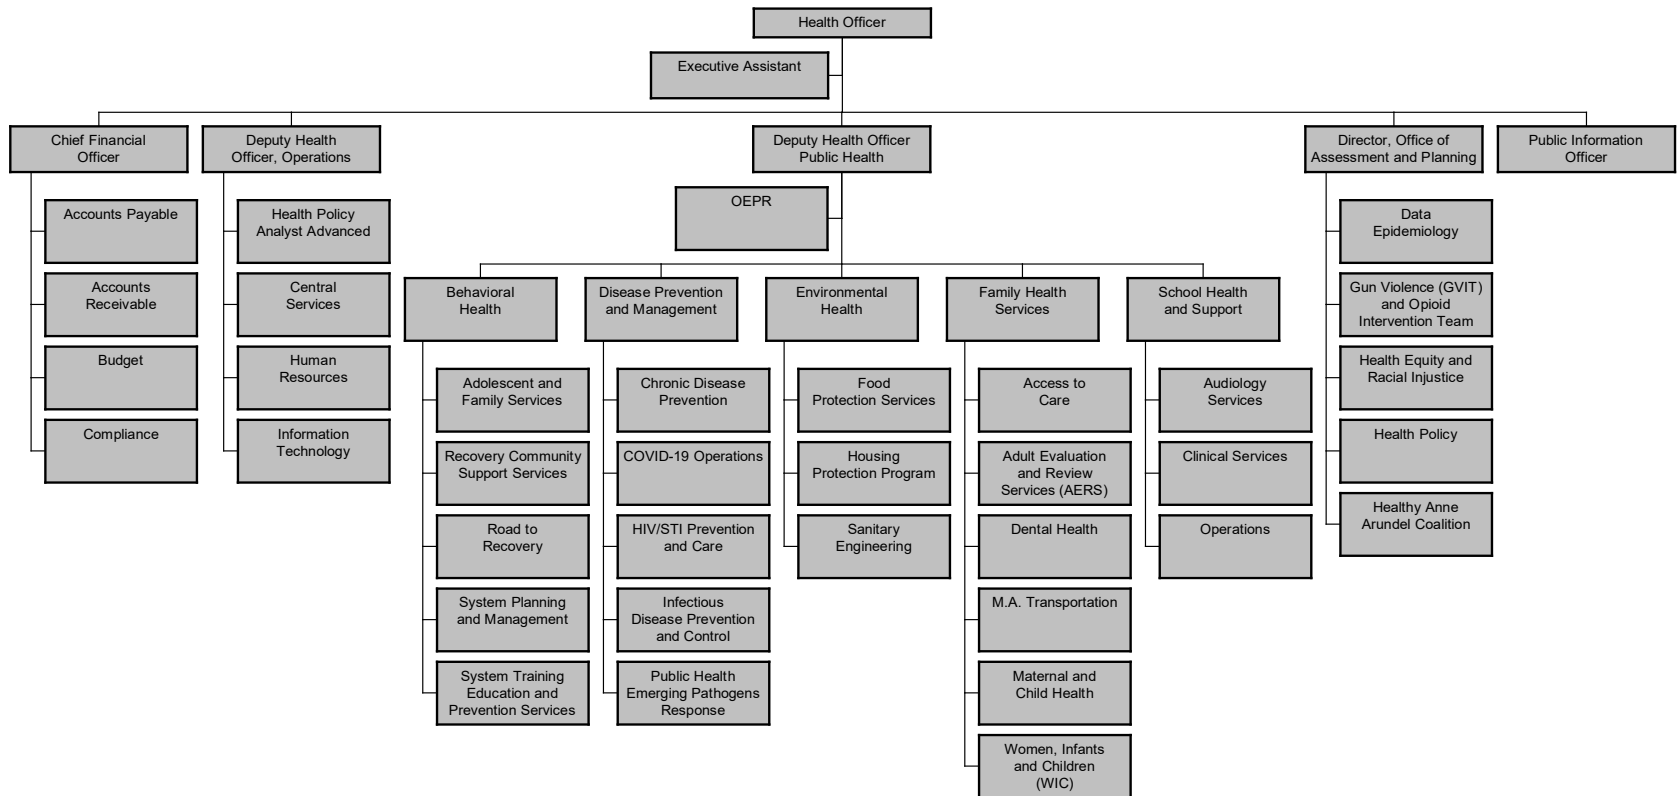 Health Officer
Executive Assistant
Chief Financial
Officer
Deputy Health
Officer, Operations
Deputy Health Officer
Public Health
Director, Office of
Assessment and Planning
Public Information
Officer
Accounts Payable
Accounts
Receivable
Budget
Compliance
Health Policy
Analyst Advanced
Central
Services
Human
Resources
Information
Technology
OEPR
Behavioral
Health
Adolescent and
Family Services
Recovery Community
Support Services
Road to
Recovery
System Planning
and Management
System Training
Education and
Prevention Services
Disease Prevention
and Management
Chronic Disease
Prevention
COVID-19 Operations
HIV/STI Prevention
and Care
Infectious
Disease Prevention
and Control
Public Health
Emerging Pathogens
Response
Environmental
Health
Food
Protection Services
Housing
Protection Program
Sanitary
Engineering
Family Health
Services
Access to
Care
Adult Evaluation
and Review
Services (AERS)
Dental Health
M.A. Transportation
Maternal and
Child Health
Women, Infants
and Children
(WIC)
School Health
and Support
Audiology
Services
Clinical Services
Operations
Data
Epidemiology
Gun Violence (GVIT)
and Opioid
Intervention Team
Health Equity and
Racial Injustice
Health Policy
Healthy Anne
Arundel Coalition